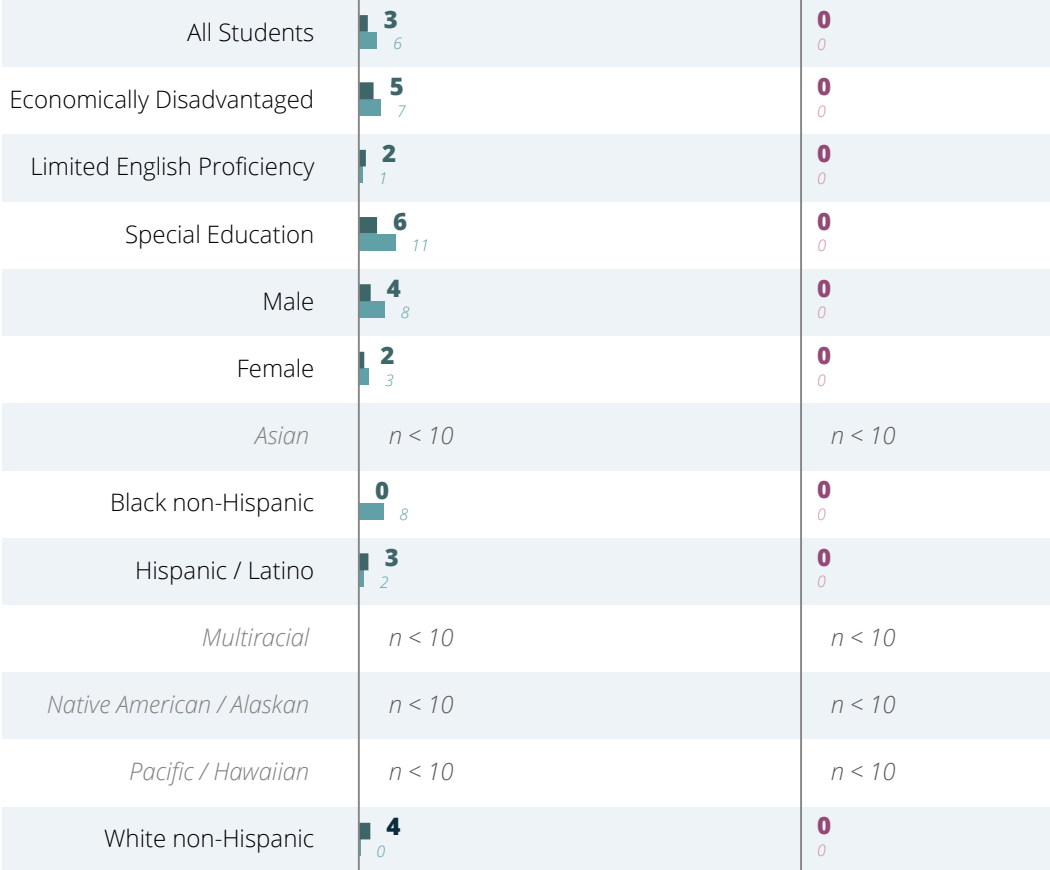 All Students 3 0
6 0
Economically Disadvantaged 5 0
7 0
Limited English Proficiency 2 0
1 0
Special Education 6 0
11 0
Male 4 0
8 0
Female 2 0
3 0
Asian n < 10 n < 10
Black non-Hispanic 0 0
8 0
Hispanic / Latino 3 0
2 0
Multiracial n < 10 n < 10
Native American / Alaskan n < 10 n < 10
Pacific / Hawaiian n < 10 n < 10
White non-Hispanic 4 0
0 0